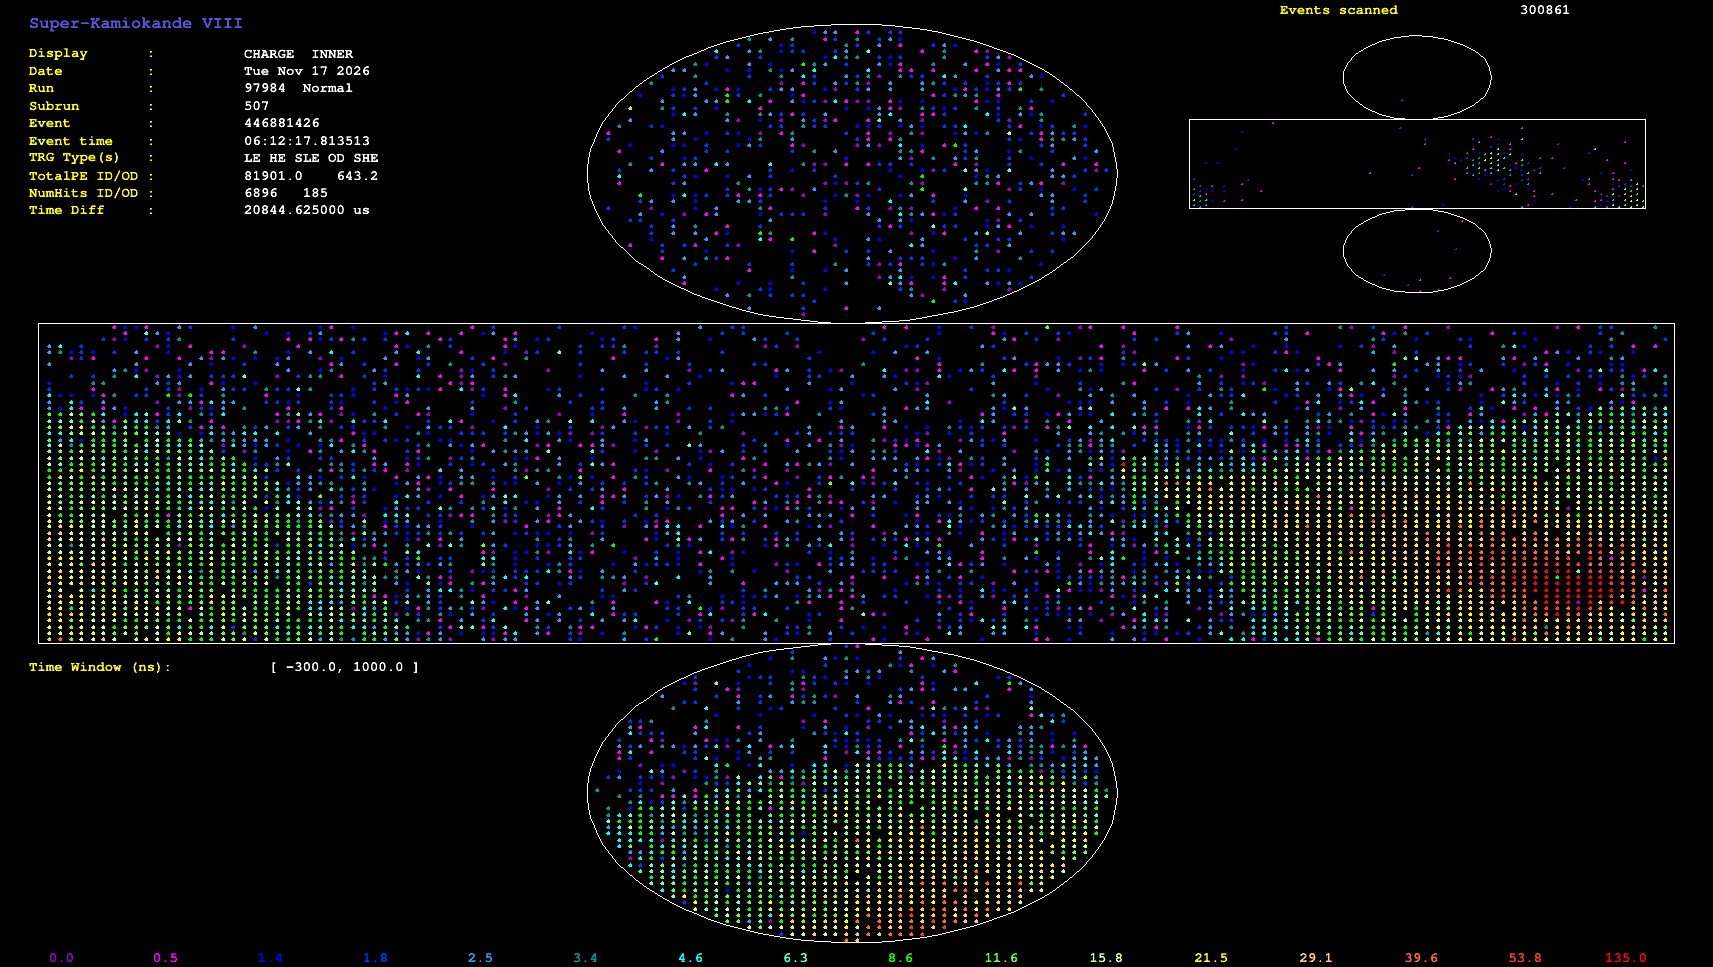 Super-Kamiokande VIII
Events scanned 300861
Display : CHARGE INNER
Date : Tue Nov 17 2026
Run : 97984 Normal
Subrun : 507
Event : 446881426
Event time : 06:12:17.813513
TRG Type(s) : LE HE SLE OD SHE
TotalPE ID/OD : 81901.0 643.2
NumHits ID/OD : 6896 185
Time Diff : 20844.625000 us
Time Window (ns): [ -300.0, 1000.0 ]
0.0 0.5 1.4 1.8 2.5 3.4 4.6 6.3 8.6 11.6 15.8 21.5 29.1 39.6 53.8 135.0